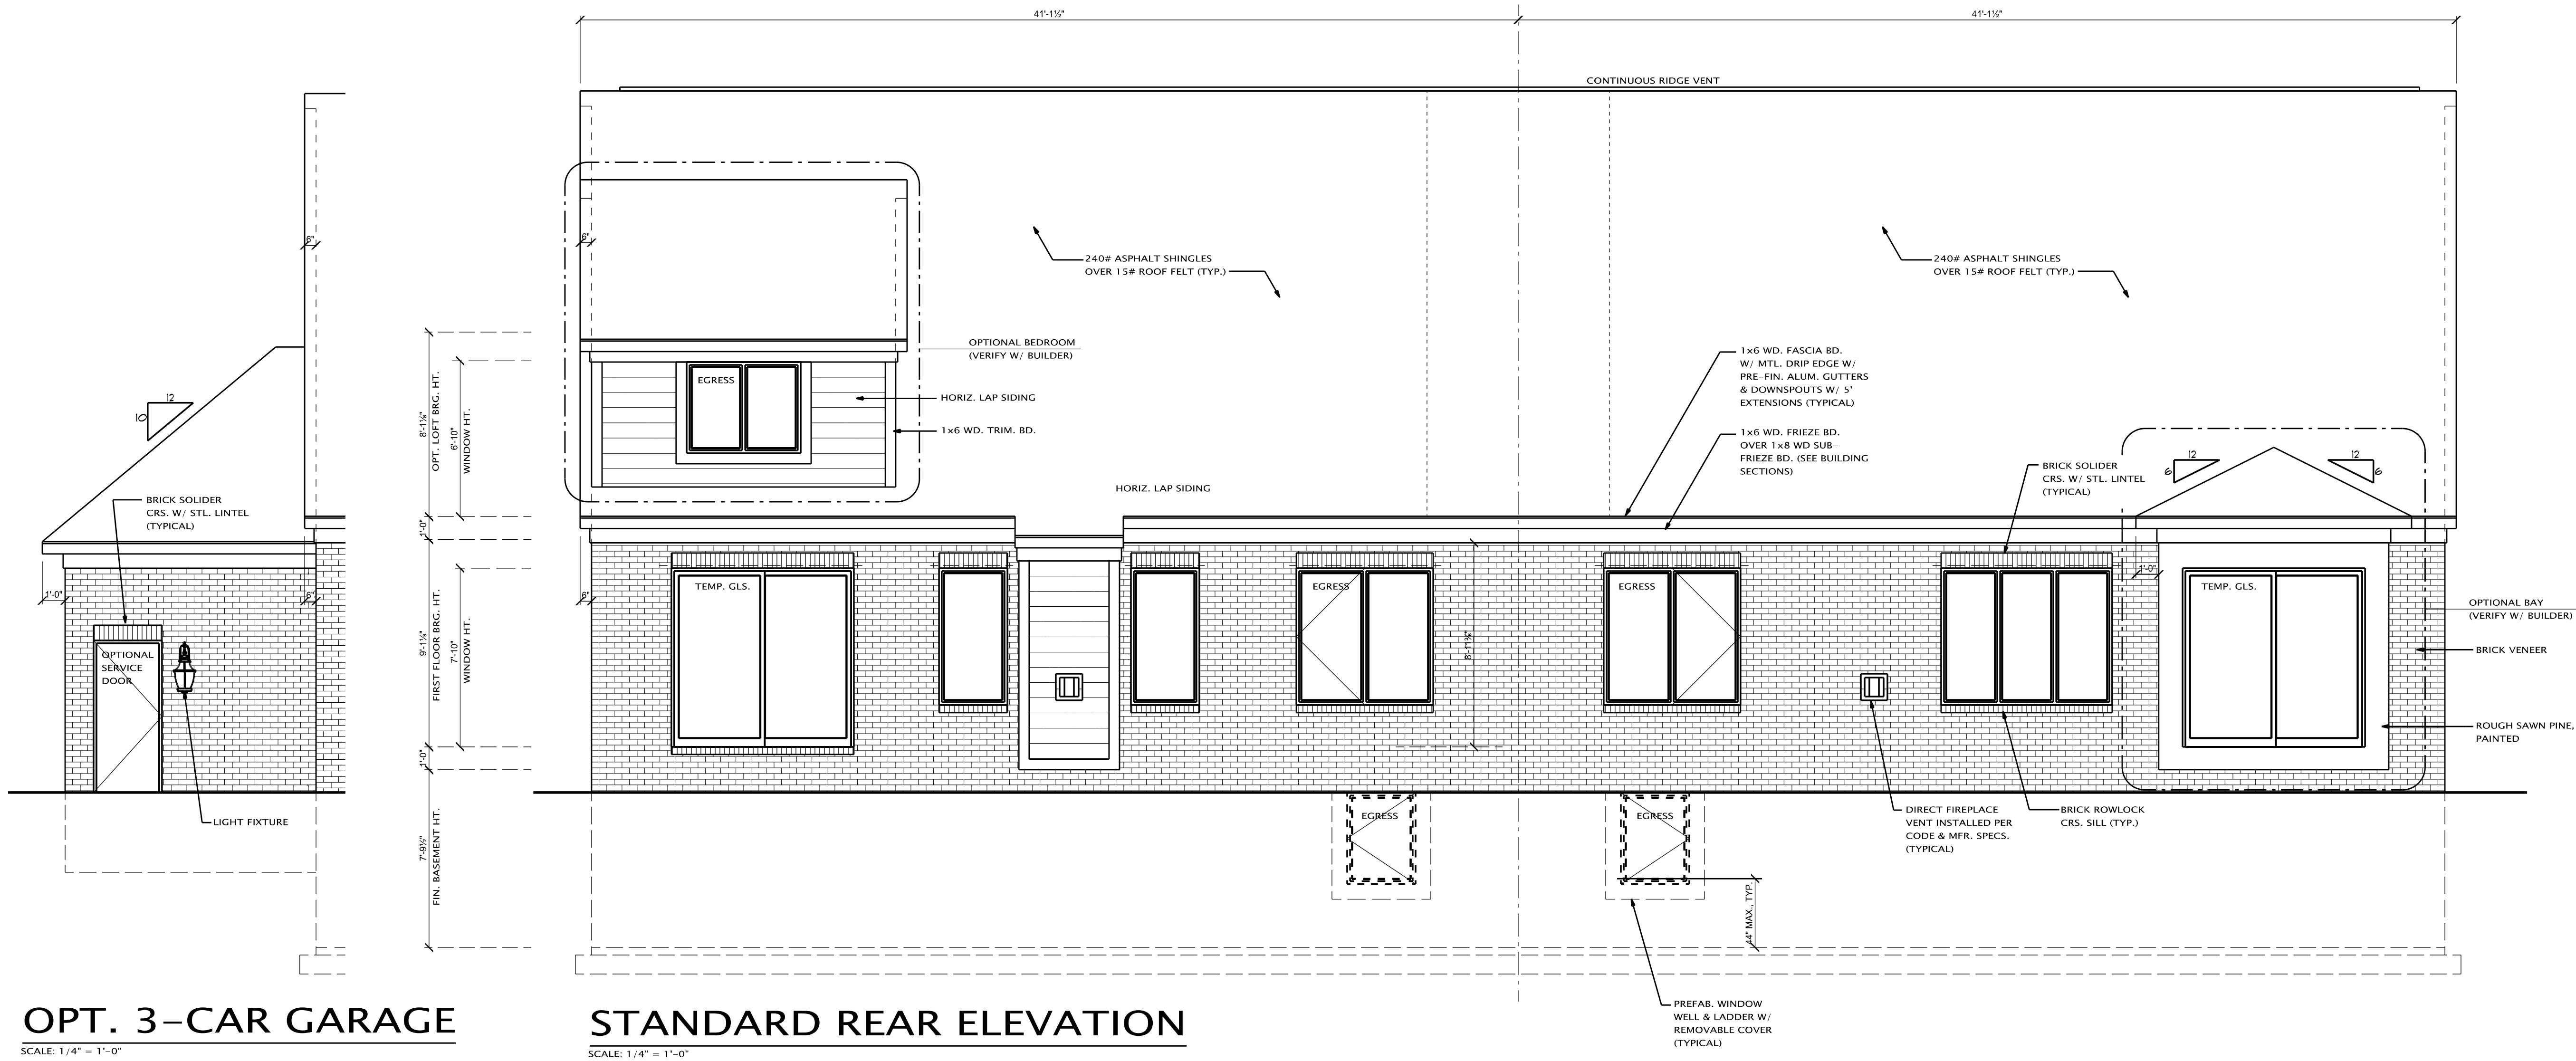 41'-1½"
41'-1½"
CONTINUOUS RIDGE VENT
6"
6"
240# ASPHALT SHINGLES
OVER 15# ROOF FELT (TYP.)
240# ASPHALT SHINGLES
OVER 15# ROOF FELT (TYP.)
12
10
8'-1⅛"
OPT. LOFT BRG. HT.
6'-10"
WINDOW HT.
EGRESS
OPTIONAL BEDROOM
(VERIFY W/ BUILDER)
HORIZ. LAP SIDING
1x6 WD. TRIM. BD.
HORIZ. LAP SIDING
1x6 WD. FASCIA BD.
W/ MTL. DRIP EDGE W/
PRE-FIN. ALUM. GUTTERS
& DOWNSPOUTS W/ 5'
EXTENSIONS (TYPICAL)
1x6 WD. FRIEZE BD.
OVER 1x8 WD SUB-
FRIEZE BD. (SEE BUILDING
SECTIONS)
BRICK SOLIDER
CRS. W/ STL. LINTEL
(TYPICAL)
12
6
12
6
BRICK SOLIDER
CRS. W/ STL. LINTEL
(TYPICAL)
1'-0"
1'-0"
6"
6"
1'-0"
OPTIONAL
SERVICE
DOOR
LIGHT FIXTURE
9'-1⅛"
FIRST FLOOR BRG. HT.
7'-10"
WINDOW HT.
1'-0"
7'-9½"
FIN. BASEMENT HT.
TEMP. GLS.
EGRESS
8'-11⅛"
EGRESS
TEMP. GLS.
OPTIONAL BAY
(VERIFY W/ BUILDER)
BRICK VENEER
ROUGH SAWN PINE,
PAINTED
EGRESS
EGRESS
DIRECT FIREPLACE
VENT INSTALLED PER
CODE & MFR. SPECS.
(TYPICAL)
BRICK ROWLOCK
CRS. SILL (TYP.)
44" MAX., TYP.
PREFAB. WINDOW
WELL & LADDER W/
REMOVABLE COVER
(TYPICAL)
OPT. 3-CAR GARAGE
SCALE: 1/4" = 1'-0"
STANDARD REAR ELEVATION
SCALE: 1/4" = 1'-0"